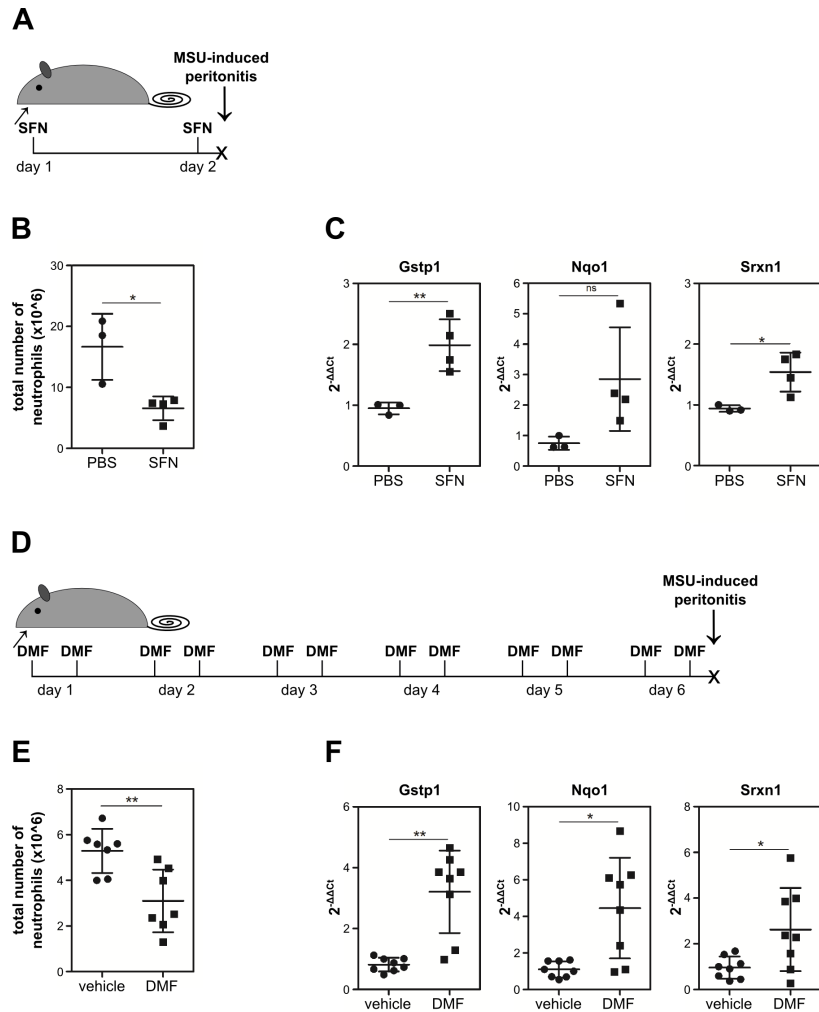 A
MSU-induced
peritonitis
SFN SFN
day 1 day 2 X
B
total number of
neutrophils (x10^6)
30
20
10
0
*
PBS SFN
C
Gstp1
2^-ΔΔCt
3
2
1
0
**
PBS SFN
Nqo1
2^-ΔΔCt
6
5
4
3
2
1
0
ns
PBS SFN
Srxn1
2^-ΔΔCt
3
2
1
0
*
PBS SFN
D
MSU-induced
peritonitis
DMF DMF DMF DMF DMF DMF DMF DMF DMF DMF DMF DMF
day 1 day 2 day 3 day 4 day 5 day 6 X
E
total number of
neutrophils (x10^6)
8
6
4
2
0
**
vehicle DMF
F
Gstp1
2^-ΔΔCt
6
4
2
0
**
vehicle DMF
Nqo1
2^-ΔΔCt
10
8
6
4
2
0
*
vehicle DMF
Srxn1
2^-ΔΔCt
8
6
4
2
0
*
vehicle DMF